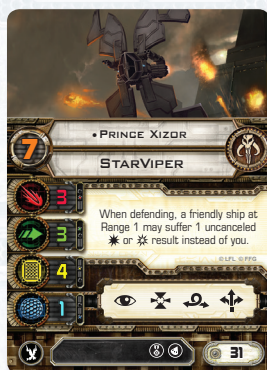 •Prince Xizor
7
StarViper
3
3
4
1
When defending, a friendly ship at
Range 1 may suffer 1 uncanceled
or result instead of you.
©LFL ©FFG
31